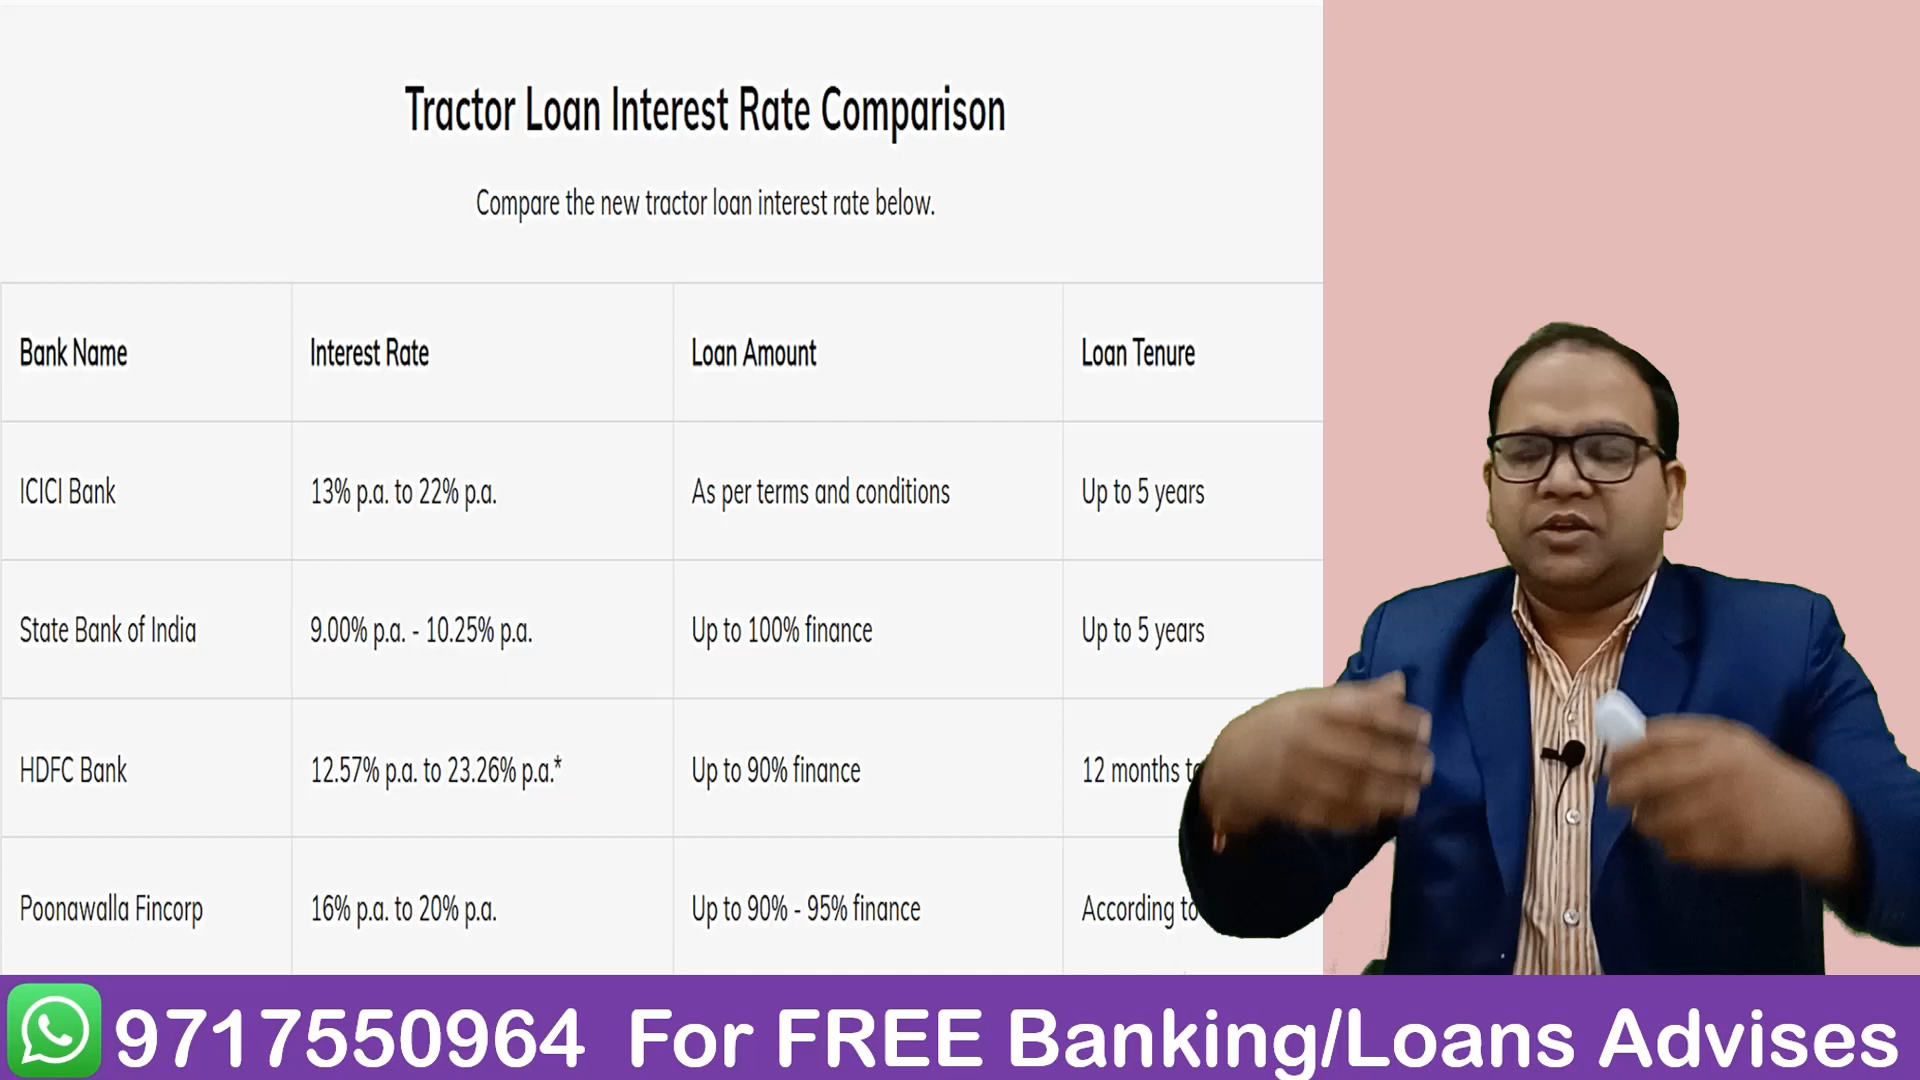 Tractor Loan Interest Rate Comparison
Compare the new tractor loan interest rate below.
Bank Name Interest Rate Loan Amount Loan Tenure
ICICI Bank 13% p.a. to 22% p.a. As per terms and conditions Up to 5 years
State Bank of India 9.00% p.a. - 10.25% p.a. Up to 100% finance Up to 5 years
HDFC Bank 12.57% p.a. to 23.26% p.a.* Up to 90% finance 12 months
Poonawalla Fincorp 16% p.a. to 20% p.a. Up to 90% - 95% finance According to
9717550964 For FREE Banking/Loans Advises